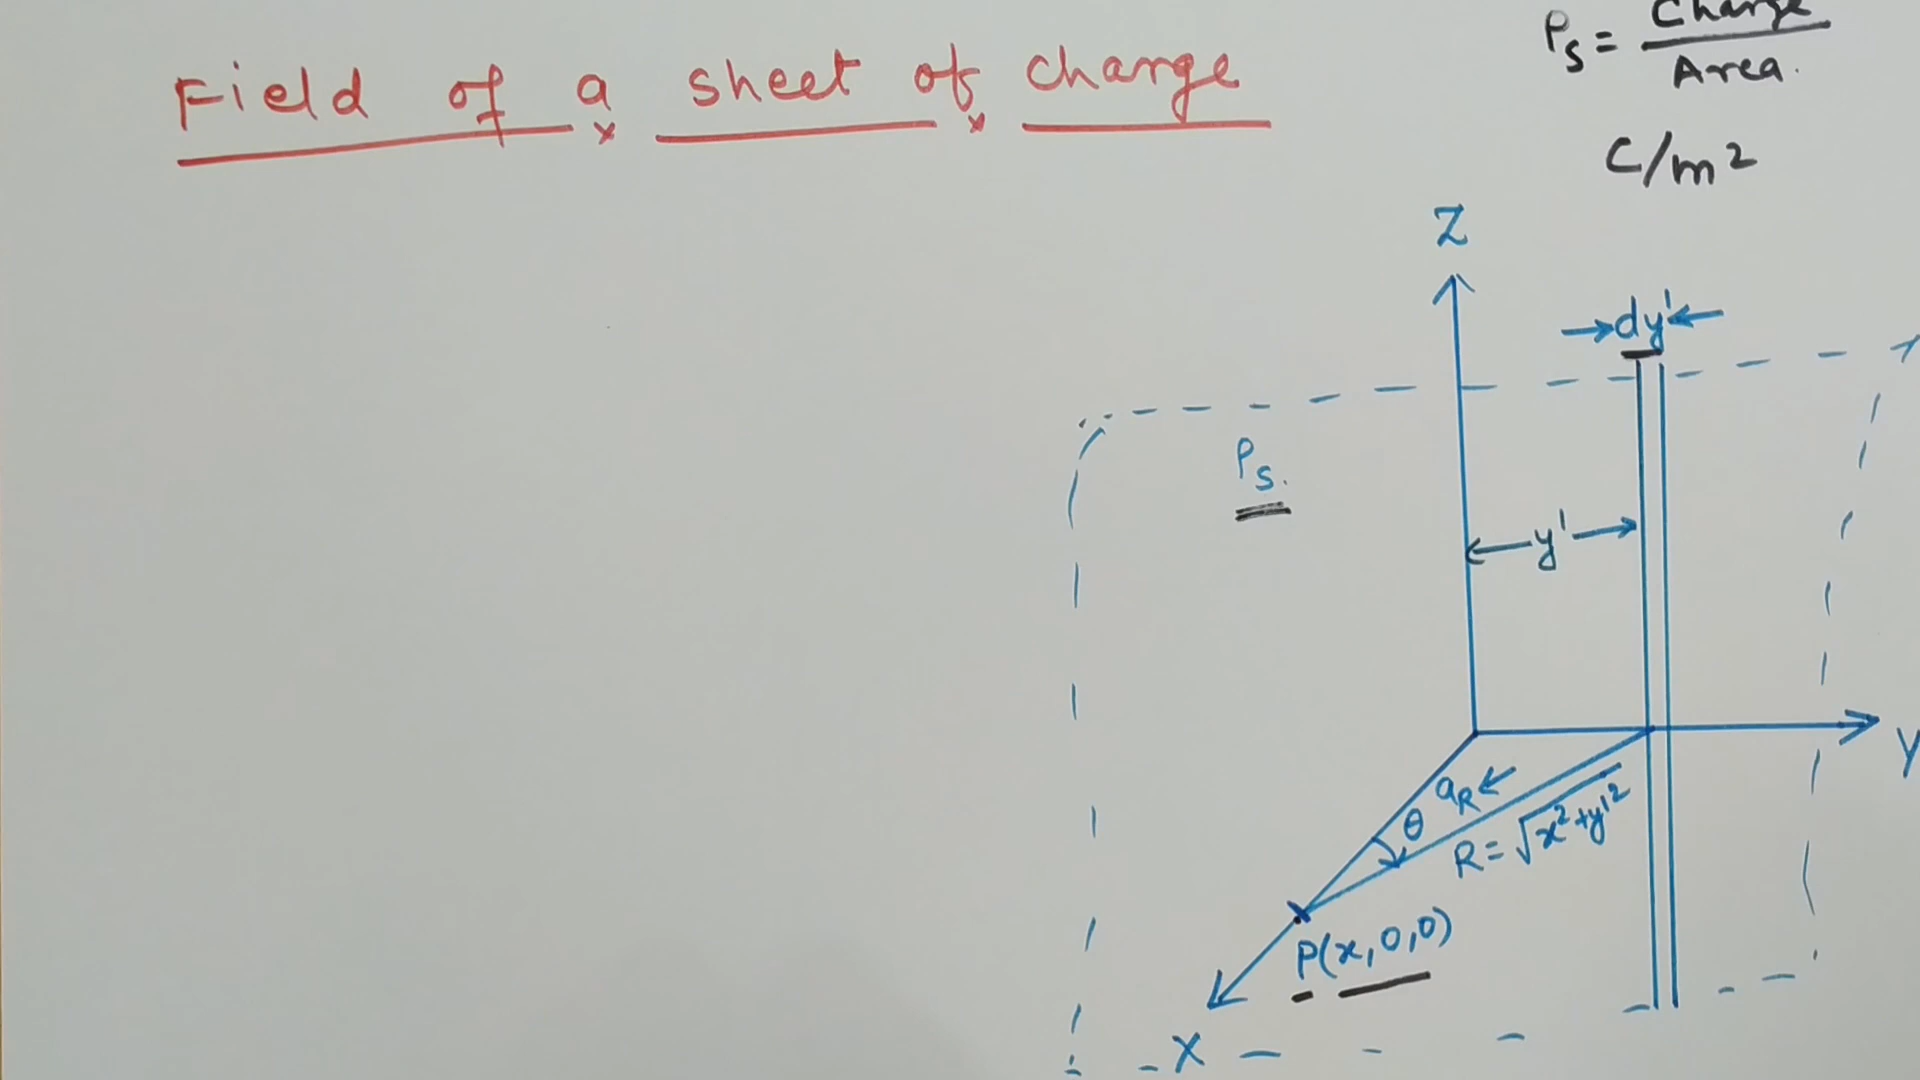 Field of a sheet of charge
ρs = Charge / Area.
C/m²
Z
dy'
ρs.
y'
Y
aR
θ
R = √x² + y'²
P(x, 0, 0)
X